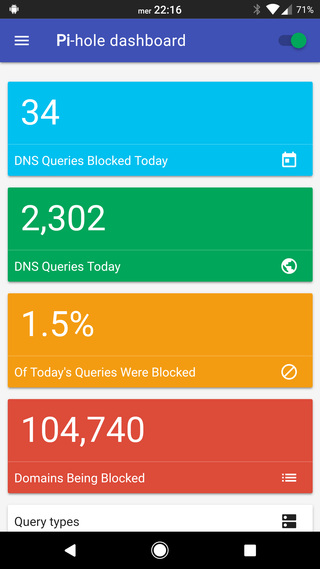 mer 22:16 71%
Pi-hole dashboard
34
DNS Queries Blocked Today
2,302
DNS Queries Today
1.5%
Of Today's Queries Were Blocked
104,740
Domains Being Blocked
Query types